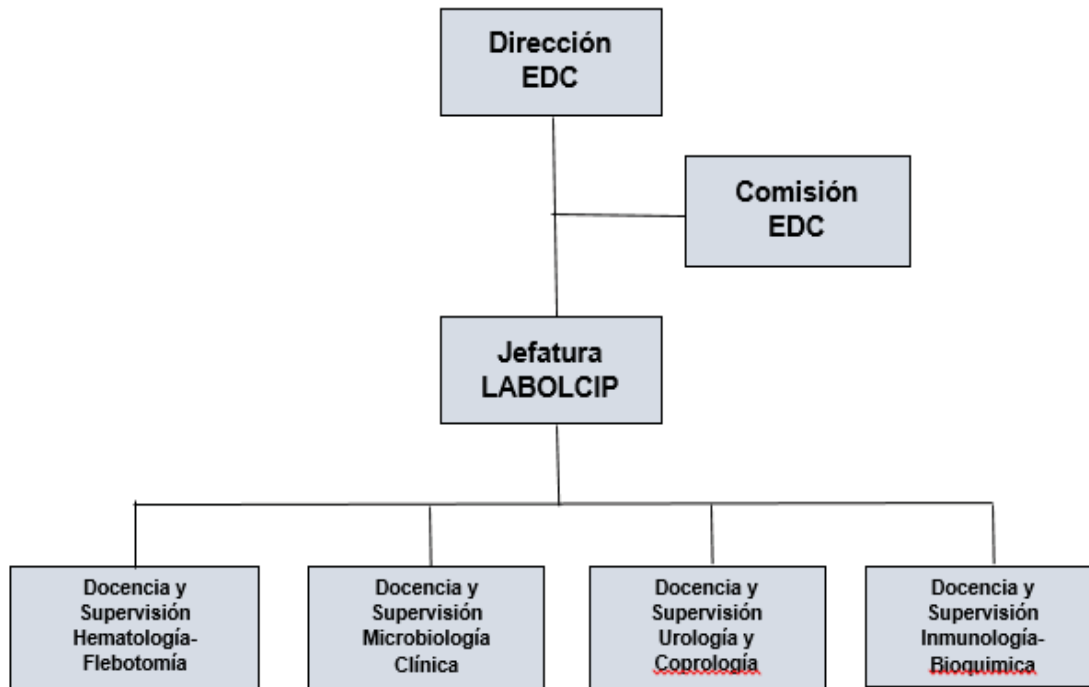 Dirección
EDC
Comisión
EDC
Jefatura
LABOLCIP
Docencia y
Supervisión
Hematología-
Flebotomía
Docencia y
Supervisión
Microbiología
Clínica
Docencia y
Supervisión
Urología y
Coprología
Docencia y
Supervisión
Inmunología-
Bioquimica